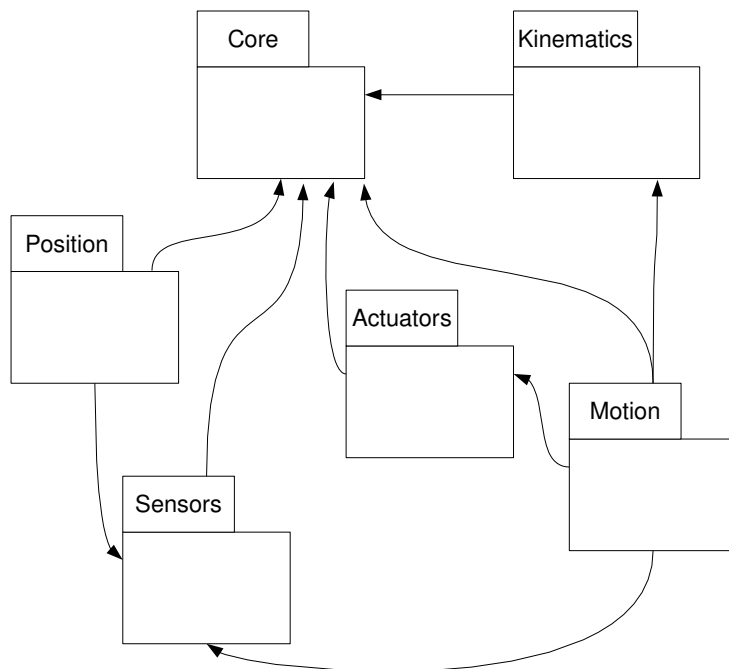 Core
Kinematics
Position
Actuators
Motion
Sensors